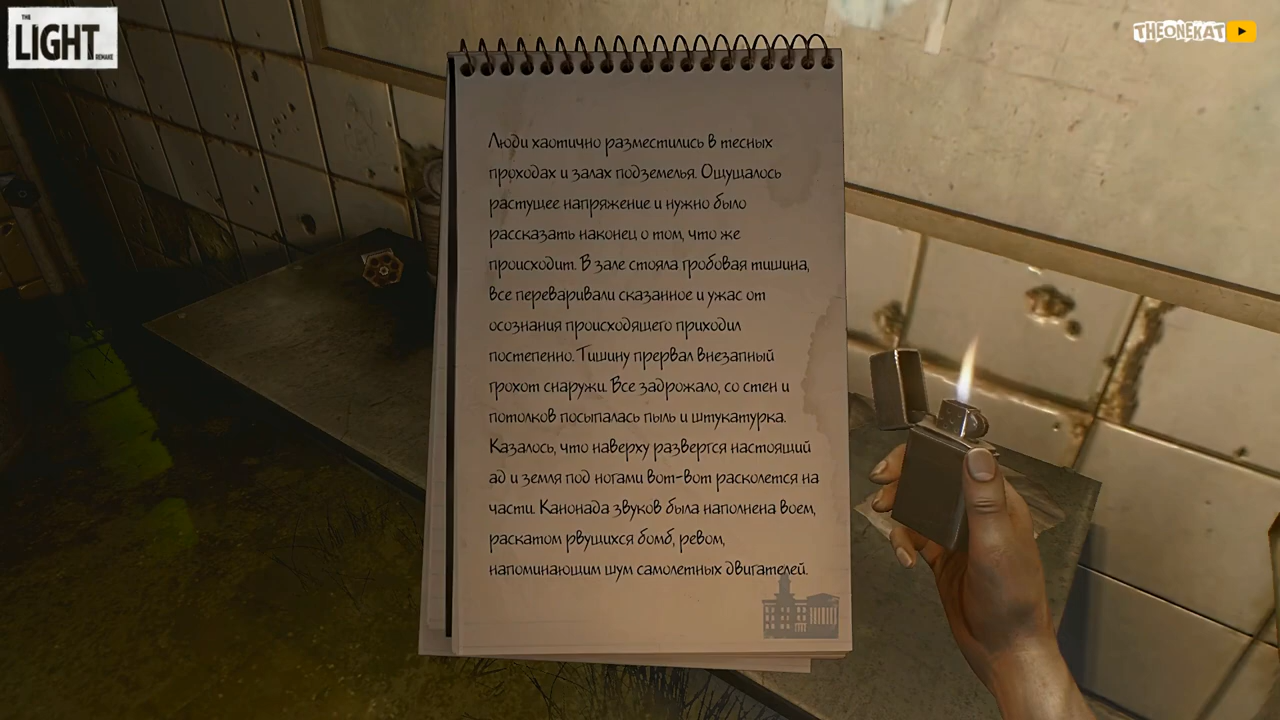 THE
LIGHT
REMAKE
THEONEKAT
Люди хаотично разместились в тесных
проходах и залах подземелья. Ощущалось
растущее напряжение и нужно было
рассказать наконец о том, что же
происходит. В зале стояла гробовая тишина,
все переваривали сказанное и ужас от
осознания происходящего приходил
постепенно. Тишину прервал внезапный
грохот снаружи. Все задрожало, со стен и
потолков посыпалась пыль и штукатурка.
Казалось, что наверху развергся настоящий
ад и земля под ногами вот-вот расколется на
части. Канонада звуков была наполнена воем,
раскатом рвущихся бомб, ревом,
напоминающим шум самолетных двигателей.